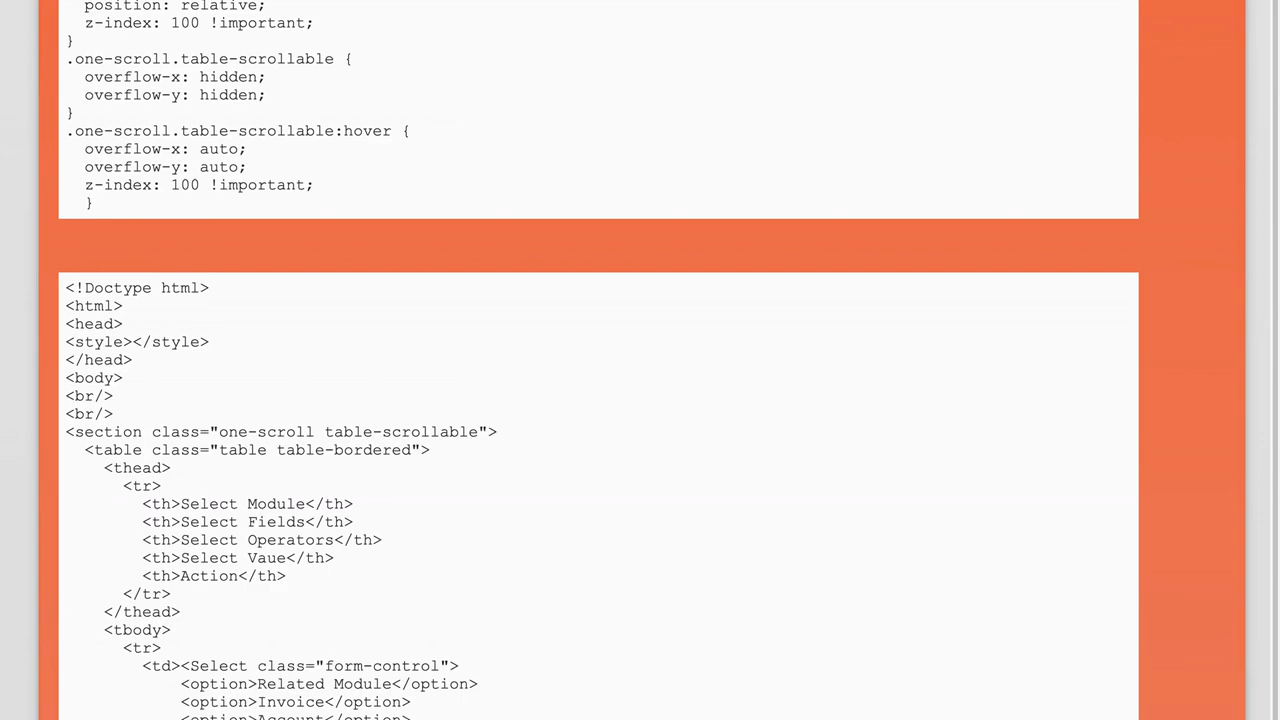 position: relative;
z-index: 100 !important;
}
.one-scroll.table-scrollable {
overflow-x: hidden;
overflow-y: hidden;
}
.one-scroll.table-scrollable:hover {
overflow-x: auto;
overflow-y: auto;
z-index: 100 !important;
}
<!Doctype html>
<html>
<head>
<style></style>
</head>
<body>
<br/>
<br/>
<section class="one-scroll table-scrollable">
<table class="table table-bordered">
<thead>
<tr>
<th>Select Module</th>
<th>Select Fields</th>
<th>Select Operators</th>
<th>Select Vaue</th>
<th>Action</th>
</tr>
</thead>
<tbody>
<tr>
<td><Select class="form-control">
<option>Related Module</option>
<option>Invoice</option>
<option>Account</option>